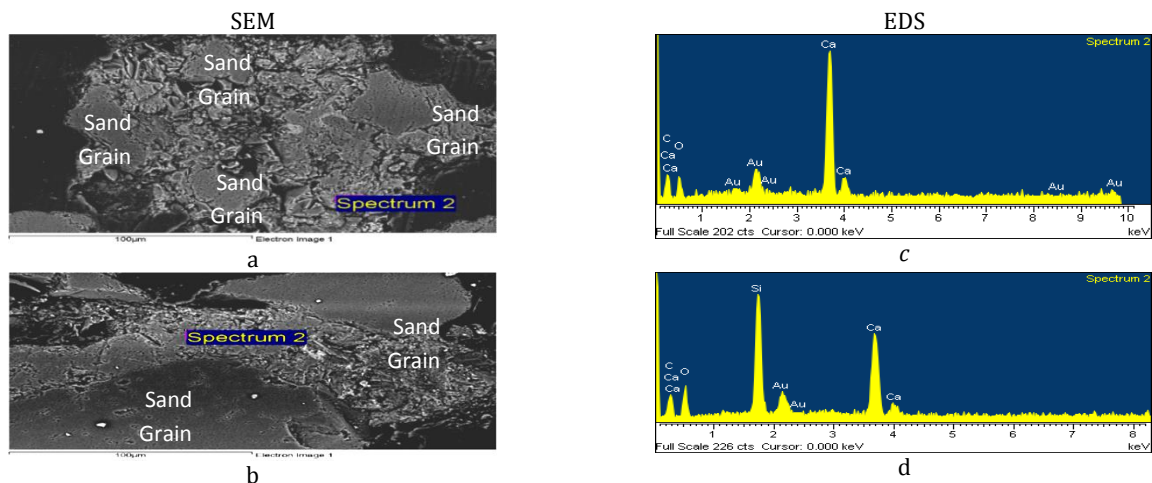 SEM
EDS
Sand
Grain
Sand
Grain
Sand
Grain
Sand
Grain
Spectrum 2
100µm
Electron Image 1
a
Spectrum 2
Ca
C
O
Ca
Ca
Au
Au
Au
Ca
Au
Au
1 2 3 4 5 6 7 8 9 10
Full Scale 202 cts Cursor: 0.000 keV
keV
c
Spectrum 2
Sand
Grain
Sand
Grain
100µm
Electron Image 1
b
Spectrum 2
Si
Ca
C
Ca
O
Ca
Au
Au
Ca
1 2 3 4 5 6 7 8
Full Scale 226 cts Cursor: 0.000 keV
keV
d